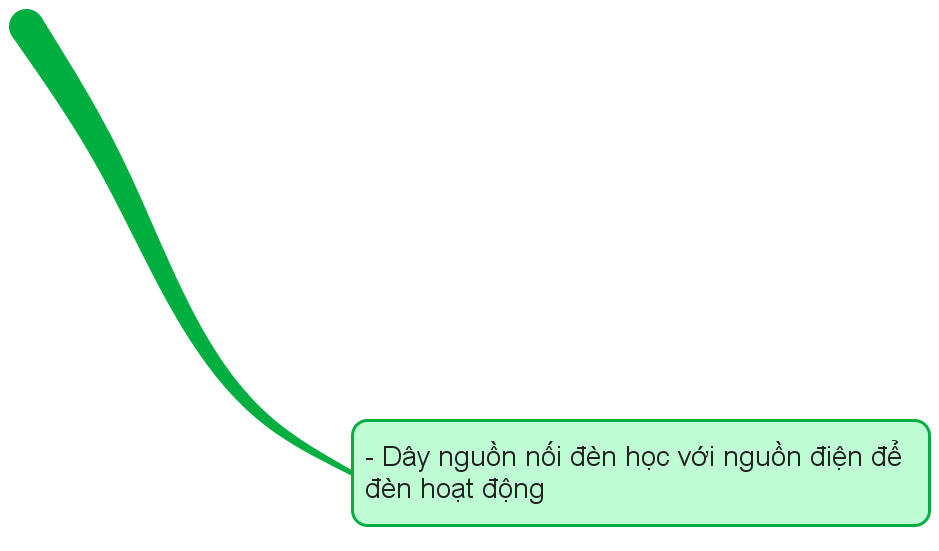 - Dây nguồn nối đèn học với nguồn điện để
đèn hoạt động